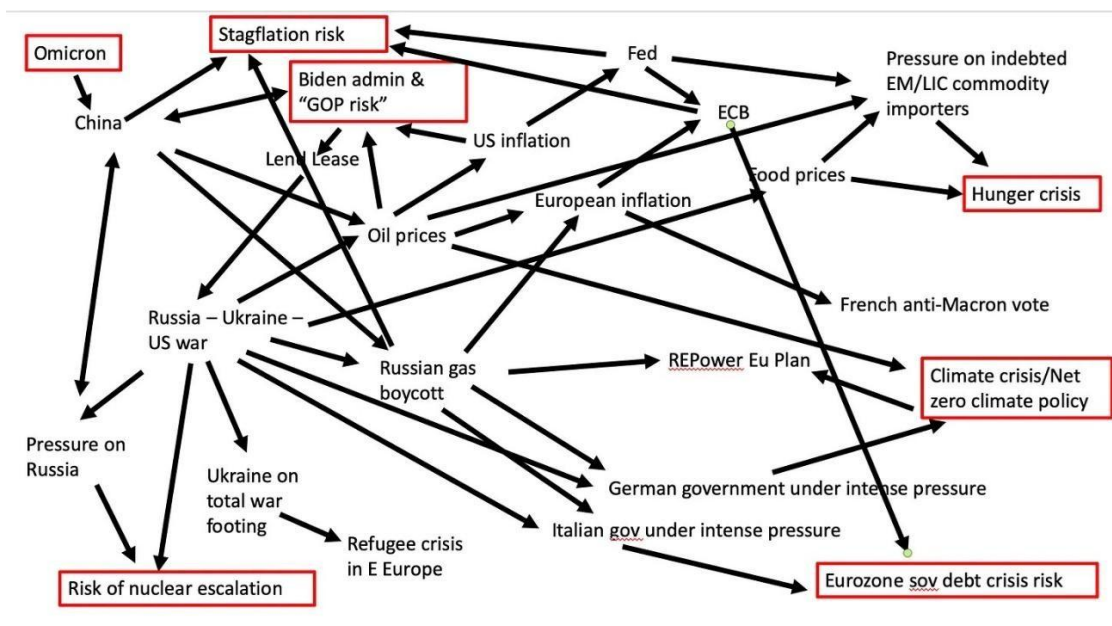 Omicron
Stagflation risk
Fed
Pressure on indebted
EM/LIC commodity
importers
Biden admin &
“GOP risk”
China
ECB
US inflation
Lend Lease
Food prices
Hunger crisis
European inflation
Oil prices
French anti-Macron vote
Russia – Ukraine –
US war
Russian gas
boycott
REPower Eu Plan
Climate crisis/Net
zero climate policy
Pressure on
Russia
Ukraine on
total war
footing
German government under intense pressure
Italian gov under intense pressure
Refugee crisis
in E Europe
Risk of nuclear escalation
Eurozone sov debt crisis risk